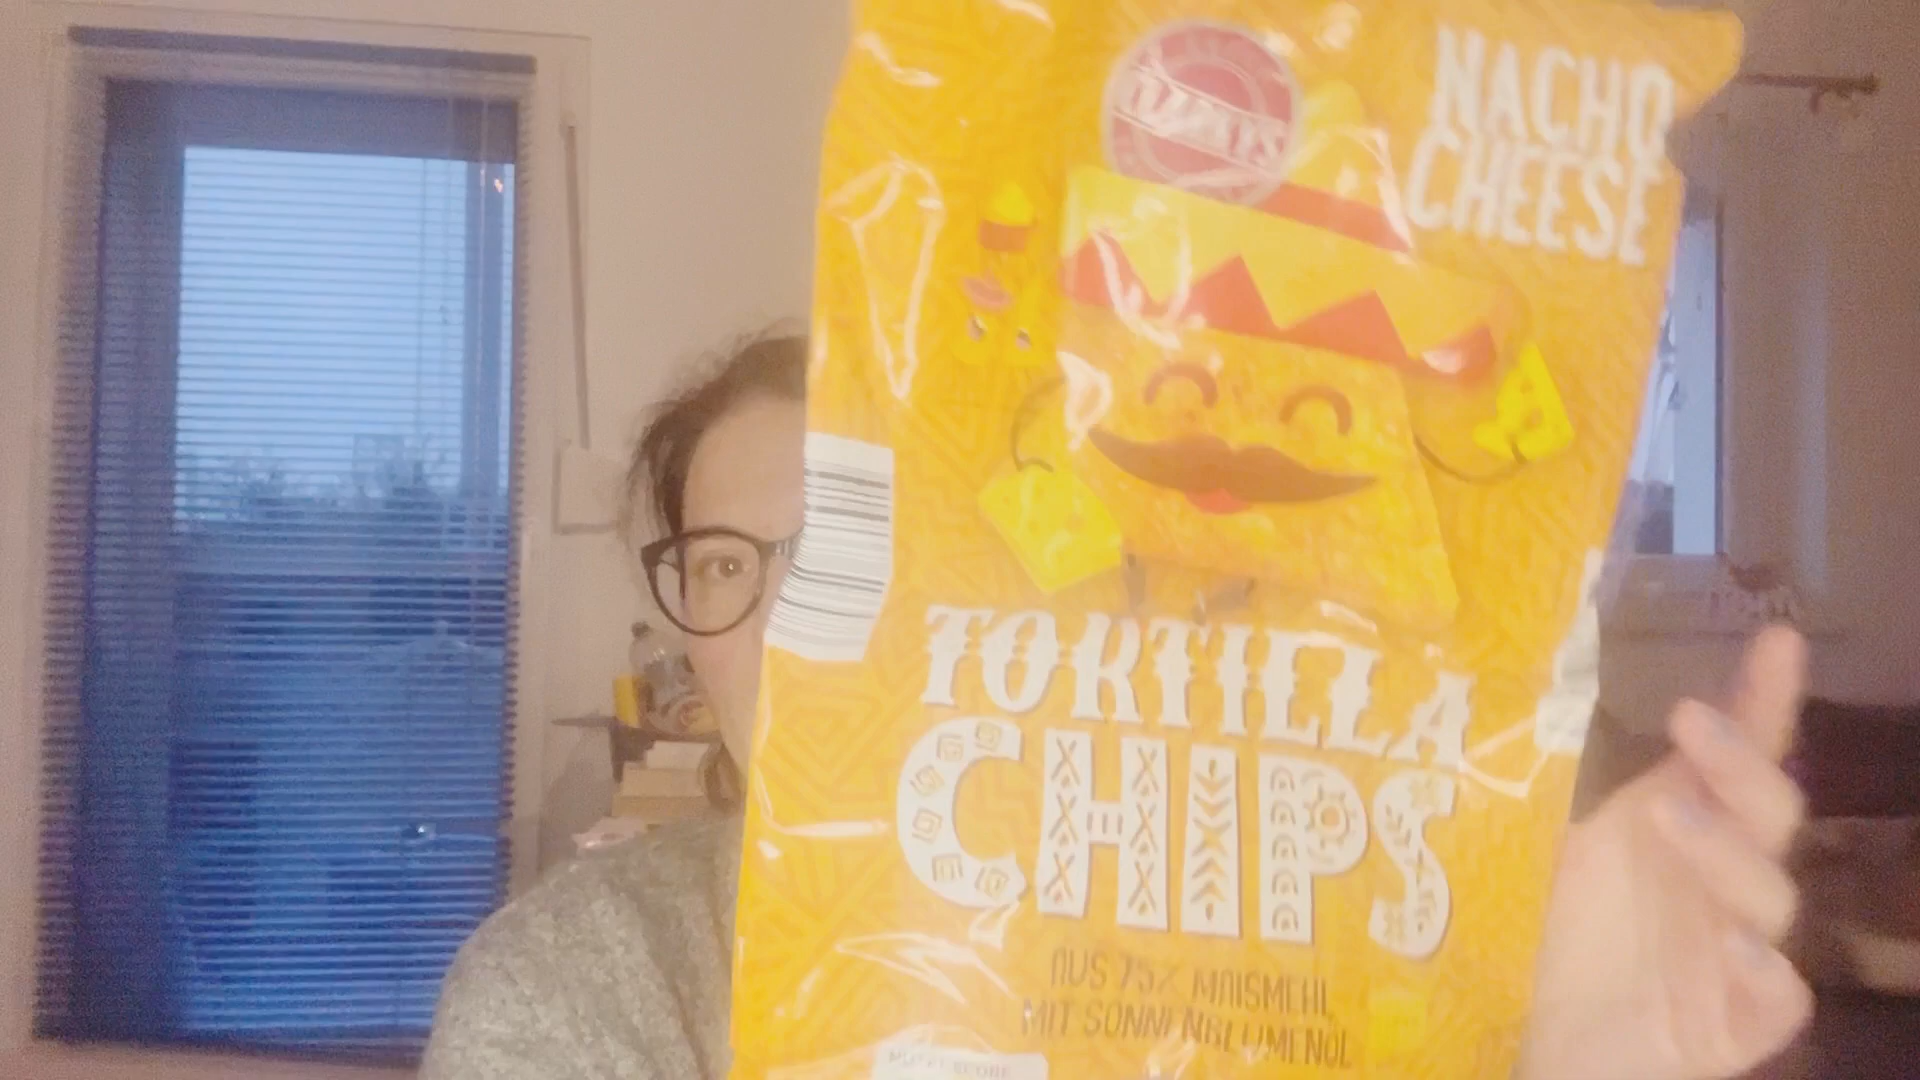 NACHO
CHEESE
TORTILLA
CHIPS
AUS 75% MAISMEHL
MIT SONNENBLUMENÖL